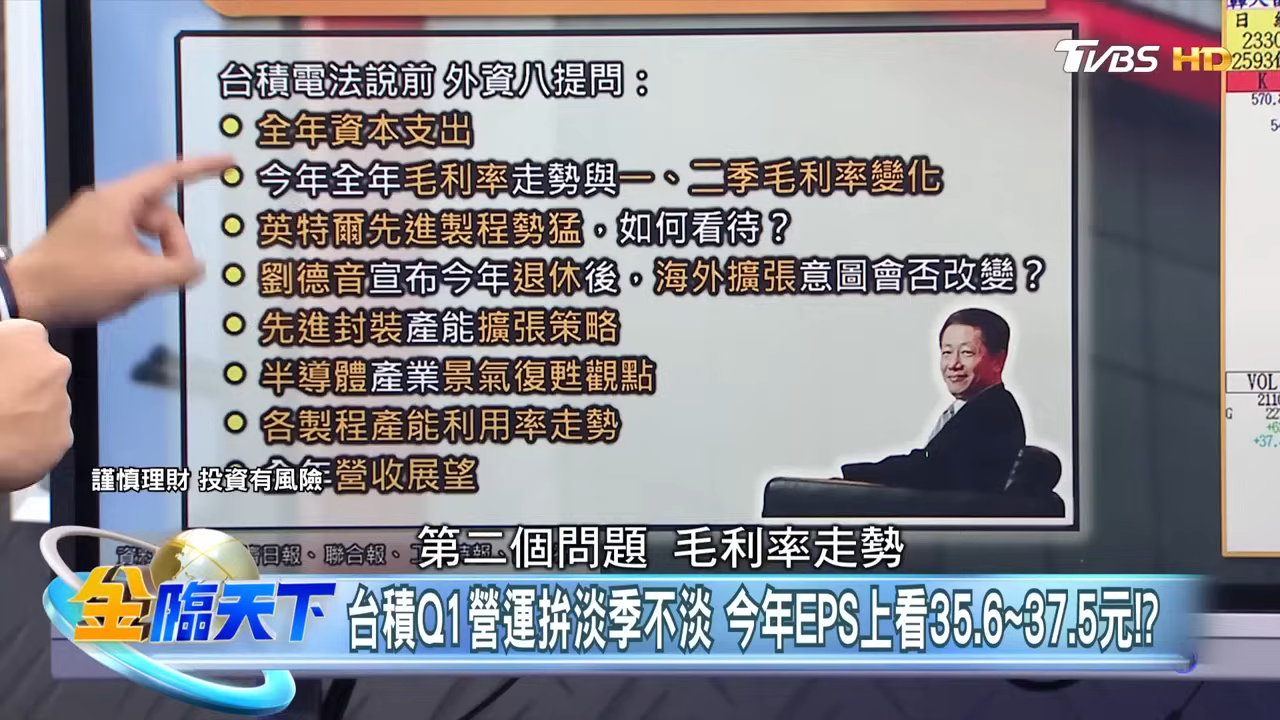 TVBS HD
台積電法說前 外資八提問：
全年資本支出
今年全年毛利率走勢與一、二季毛利率變化
英特爾先進製程勢猛，如何看待？
劉德音宣布今年退休後，海外擴張意圖會否改變？
先進封裝產能擴張策略
半導體產業景氣復甦觀點
各製程產能利用率走勢
年營收展望
謹慎理財 投資有風險
日報、聯合報、
第二個問題 毛利率走勢
金臨天下
台積Q1營運拚淡季不淡 今年EPS上看35.6~37.5元!?
日
K
VOL